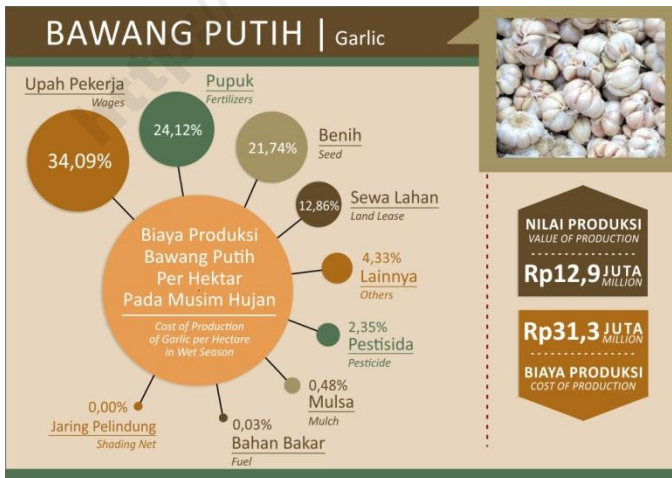 BAWANG PUTIH | Garlic
Upah Pekerja
Wages
34,09%
Pupuk
Fertilizers
24,12%
Benih
Seed
21,74%
Sewa Lahan
Land Lease
12,86%
4,33%
Lainnya
Others
2,35%
Pestisida
Pesticide
0,48%
Mulsa
Mulch
0,03%
Bahan Bakar
Fuel
0,00%
Jaring Pelindung
Shading Net
Biaya Produksi
Bawang Putih
Per Hektar
Pada Musim Hujan
Cost of Production
of Garlic per Hectare
in Wet Season
NILAI PRODUKSI
VALUE OF PRODUCTION
Rp12,9 JUTA
MILLION
Rp31,3 JUTA
MILLION
BIAYA PRODUKSI
COST OF PRODUCTION